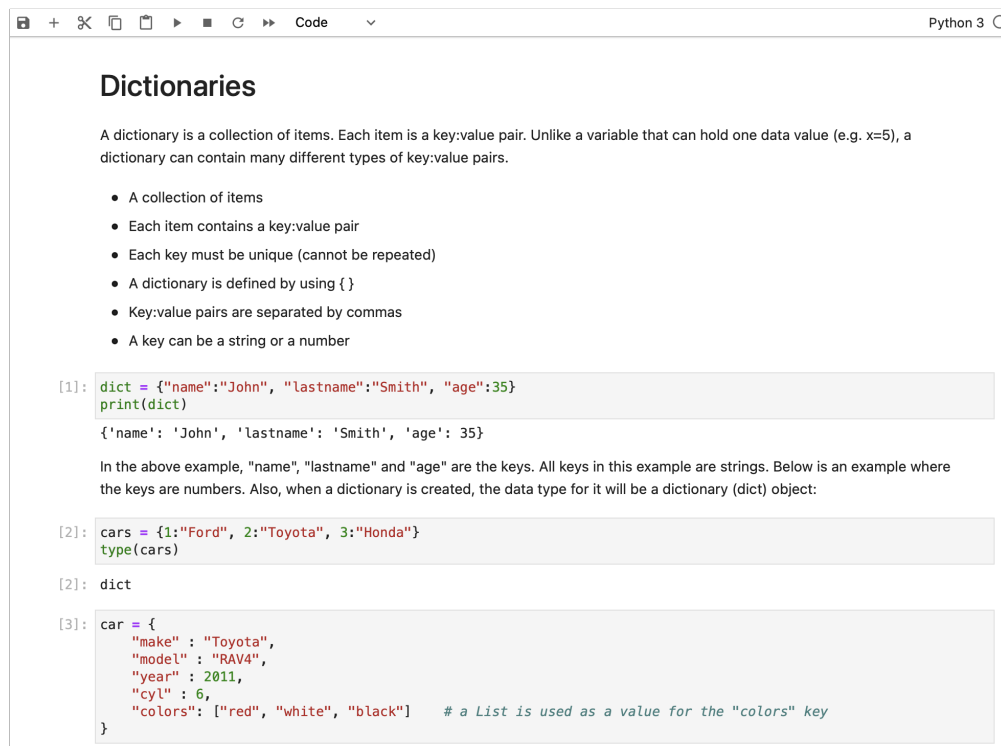 Code
Python 3
Dictionaries
A dictionary is a collection of items. Each item is a key:value pair. Unlike a variable that can hold one data value (e.g. x=5), a
dictionary can contain many different types of key:value pairs.
A collection of items
Each item contains a key:value pair
Each key must be unique (cannot be repeated)
A dictionary is defined by using { }
Key:value pairs are separated by commas
A key can be a string or a number
[1]: dict = {"name":"John", "lastname":"Smith", "age":35}
print(dict)
{'name': 'John', 'lastname': 'Smith', 'age': 35}
In the above example, "name", "lastname" and "age" are the keys. All keys in this example are strings. Below is an example where
the keys are numbers. Also, when a dictionary is created, the data type for it will be a dictionary (dict) object:
[2]: cars = {1:"Ford", 2:"Toyota", 3:"Honda"}
type(cars)
[2]: dict
[3]: car = {
"make" : "Toyota",
"model" : "RAV4",
"year" : 2011,
"cyl" : 6,
"colors": ["red", "white", "black"]    # a List is used as a value for the "colors" key
}